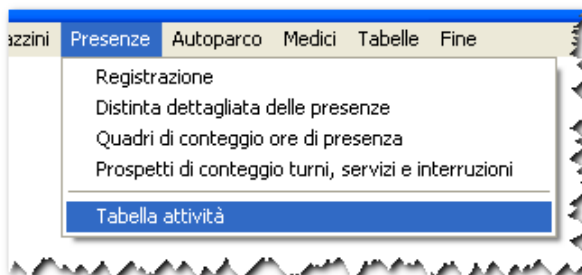 azzini Presenze Autoparco Medici Tabelle Fine
Registrazione
Distinta dettagliata delle presenze
Quadri di conteggio ore di presenza
Prospetti di conteggio turni, servizi e interruzioni
Tabella attività